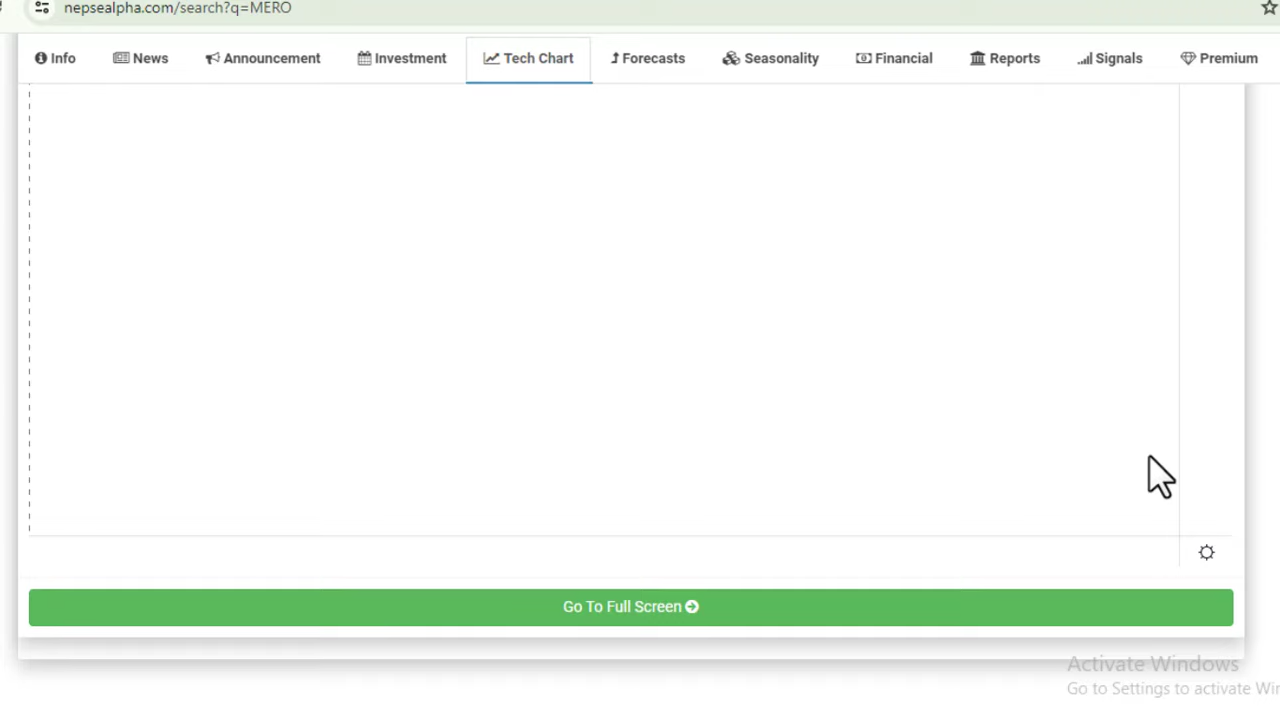 nepsealpha.com/search?q=MERO
Info News Announcement Investment Tech Chart Forecasts Seasonality Financial Reports Signals Premium
Go To Full Screen
Activate Windows
Go to Settings to activate